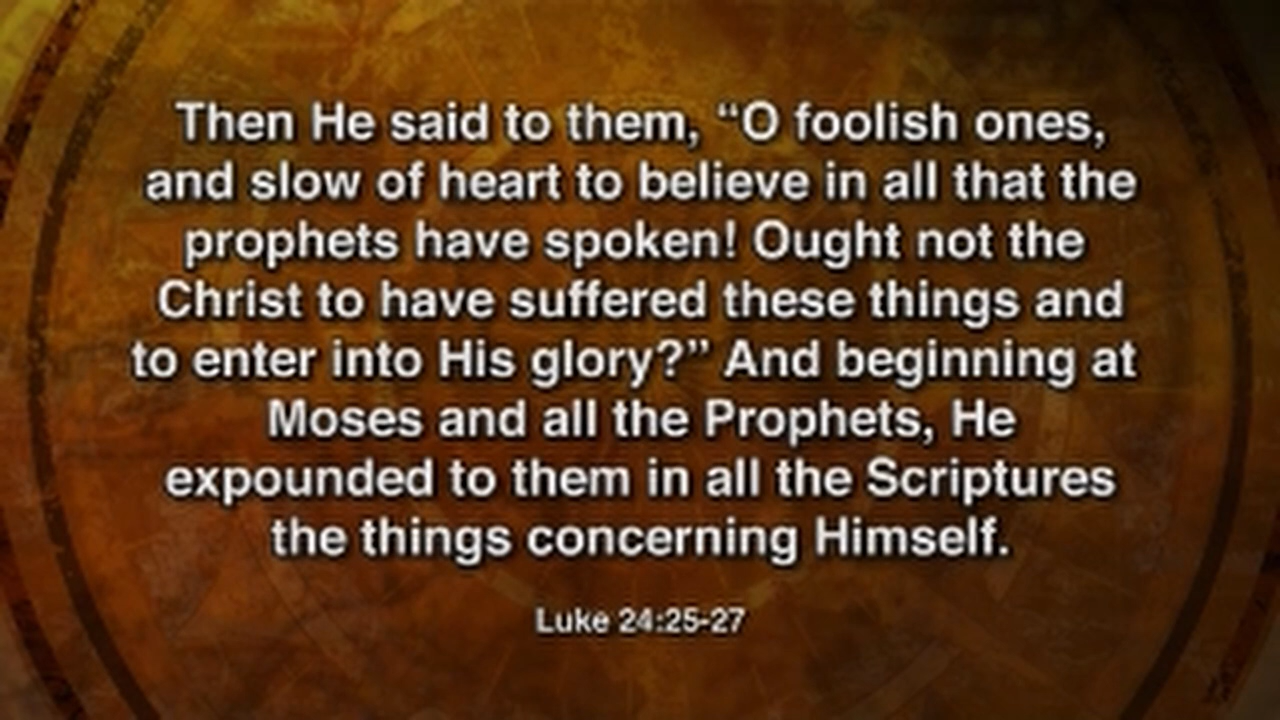 Then He said to them, “O foolish ones,
and slow of heart to believe in all that the
prophets have spoken! Ought not the
Christ to have suffered these things and
to enter into His glory?” And beginning at
Moses and all the Prophets, He
expounded to them in all the Scriptures
the things concerning Himself.
Luke 24:25-27